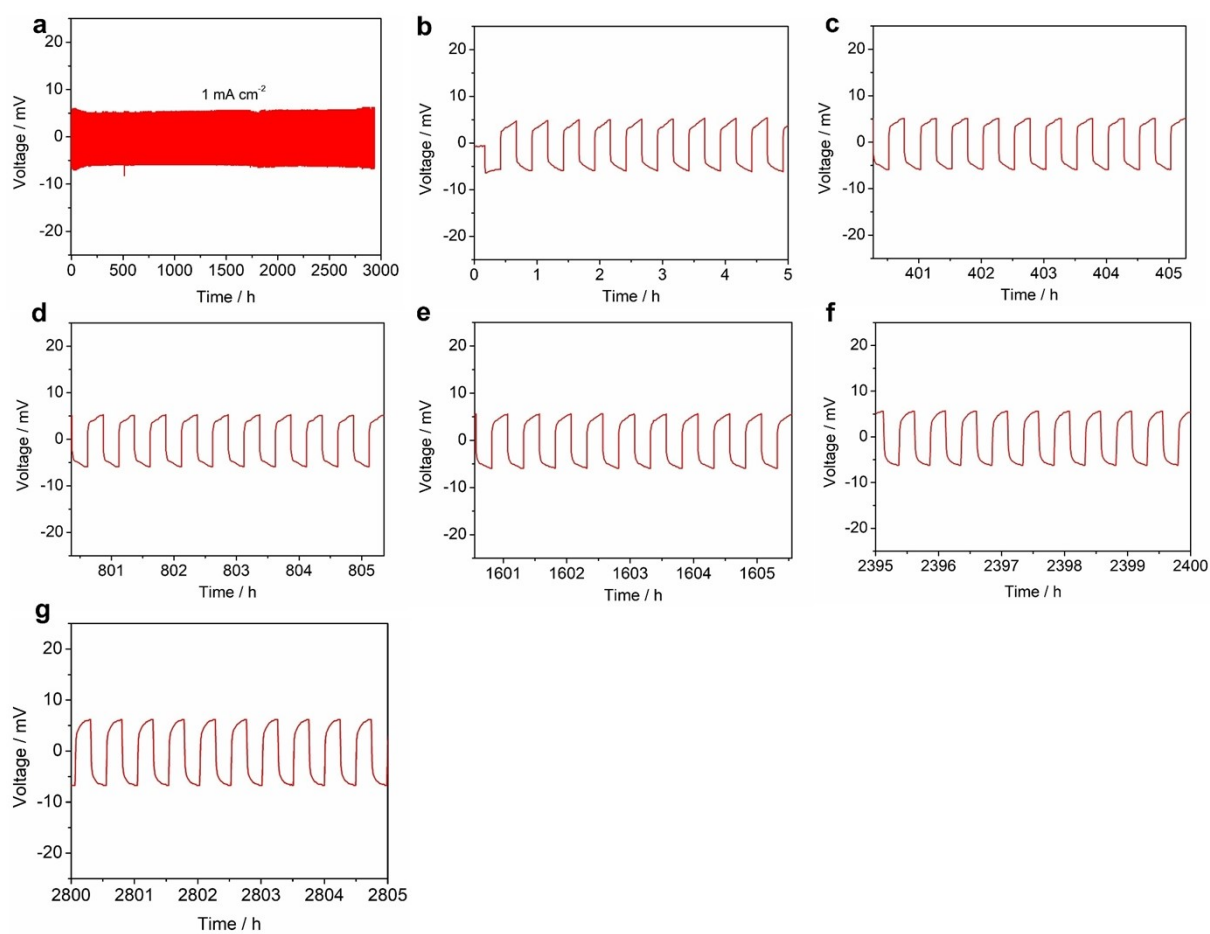 a
20
10
0
-10
-20
Voltage / mV
1 mA cm⁻²
0 500 1000 1500 2000 2500 3000
Time / h
b
20
10
0
-10
-20
Voltage / mV
0 1 2 3 4 5
Time / h
c
20
10
0
-10
-20
Voltage / mV
401 402 403 404 405
Time / h
d
20
10
0
-10
-20
Voltage / mV
801 802 803 804 805
Time / h
e
20
10
0
-10
-20
Voltage / mV
1601 1602 1603 1604 1605
Time / h
f
20
10
0
-10
-20
Voltage / mV
2395 2396 2397 2398 2399 2400
Time / h
g
20
10
0
-10
-20
Voltage / mV
2800 2801 2802 2803 2804 2805
Time / h